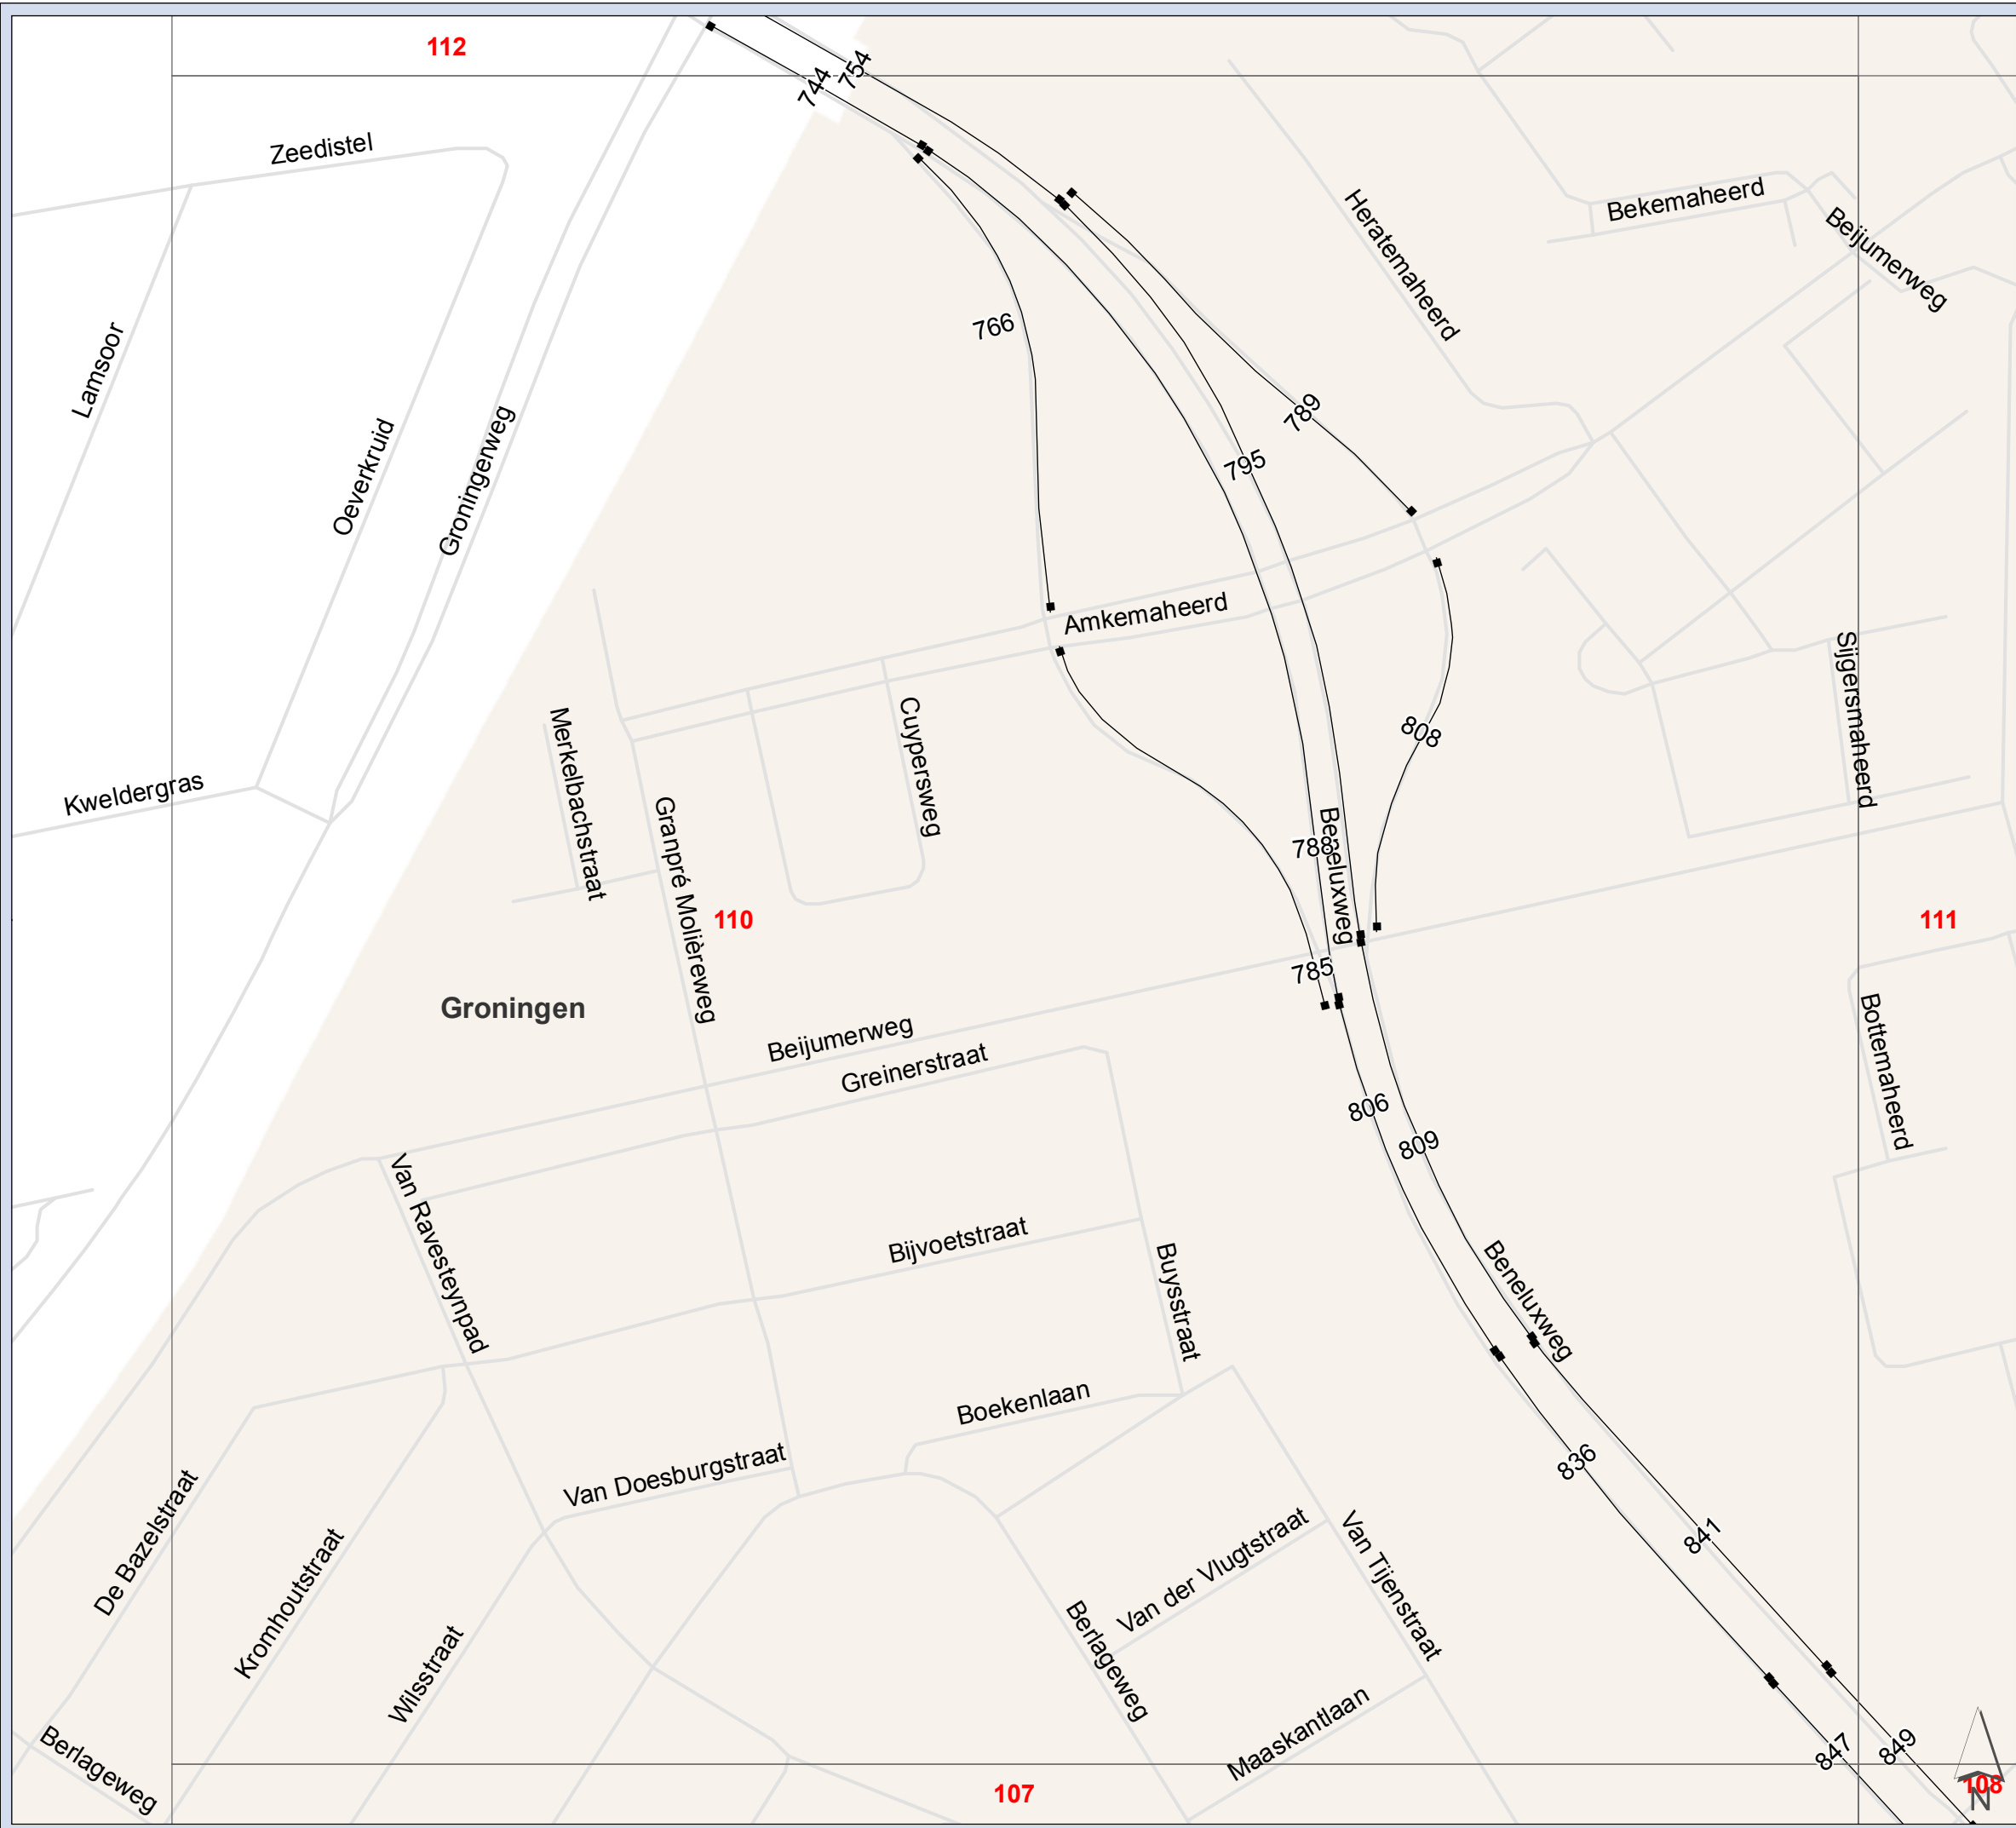 112
754
744
Zeedistel
Bekemaheerd
Beijumerweg
Heratemaheerd
766
Lamsoor
789
Oeverkruid
Groningerweg
795
Amkemaheerd
Sijgersmaheerd
Cuypersweg
Merkelbachstraat
808
Kweldergras
Granpré Molièreweg
788
Beneluxweg
110
111
785
Groningen
Beijumerweg
Greinerstraat
Bottemaheerd
806
809
Van Ravesteynpad
Bijvoetstraat
Buysstraat
Beneluxweg
Boekenlaan
836
Van Doesburgstraat
De Bazelstraat
841
Van der Vlugtstraat
Van Tijenstraat
Kromhoutstraat
Wilsstraat
Berlageweg
Maaskantlaan
847
849
Berlageweg
107
108
N